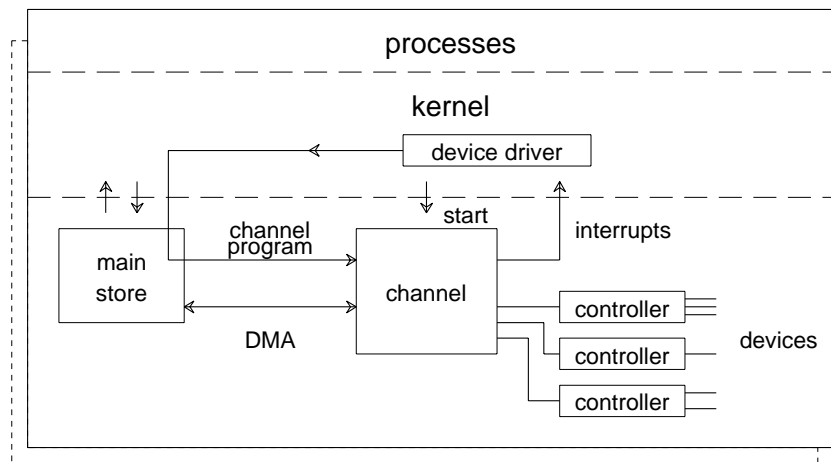 processes
kernel
device driver
start
channel
program
interrupts
main
store
channel
controller
DMA
controller
devices
controller